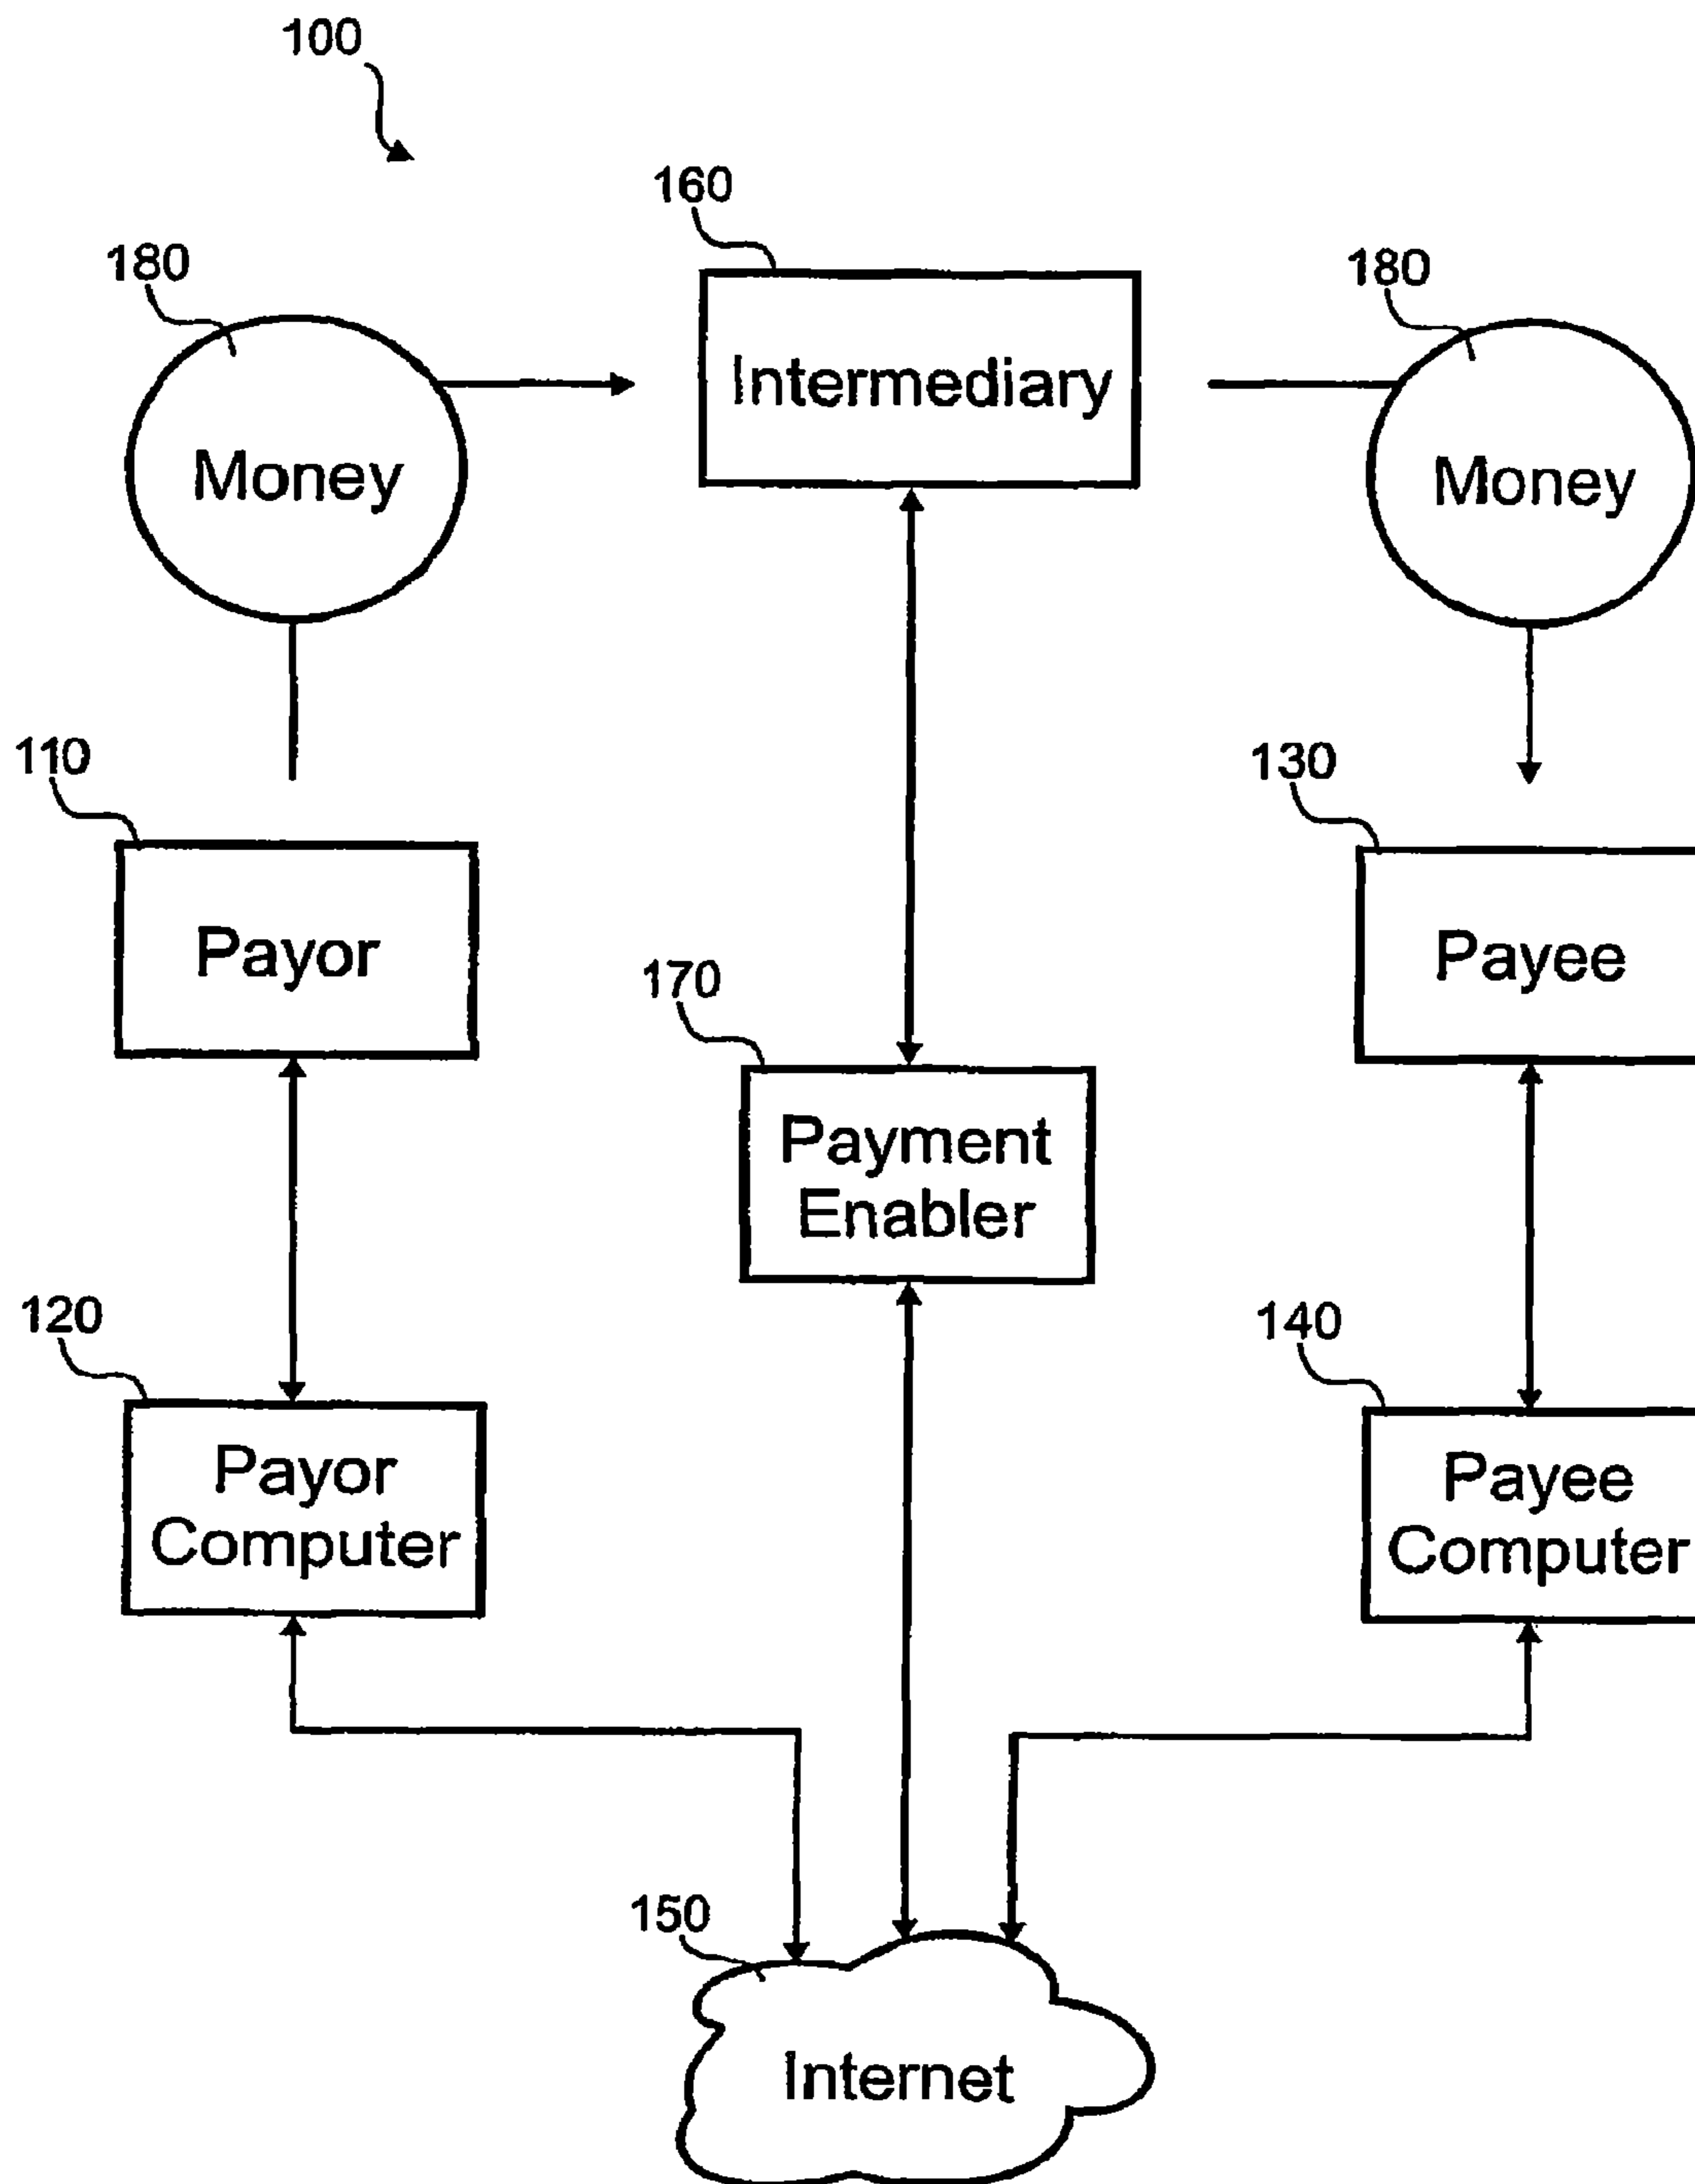 100
160
180
180
Intermediary
Money
Money
110
130
Payor
Payee
170
Payment
Enabler
120
140
Payor
Computer
Payee
Computer
150
Internet